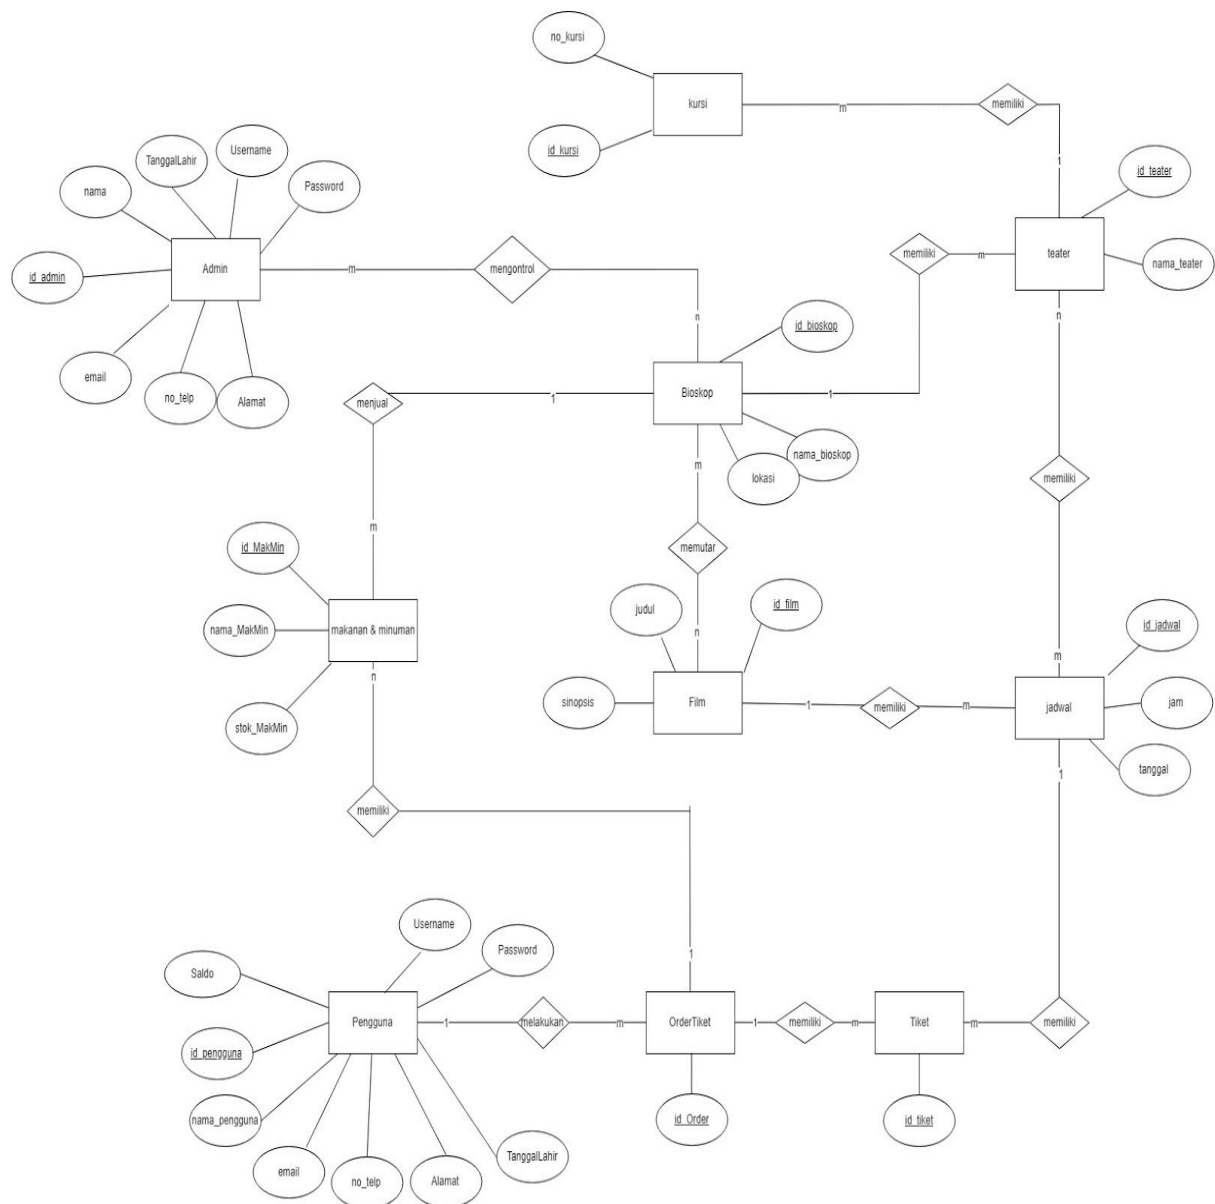 no_kursi
kursi
m
memiliki
id_kursi
1
Username
TanggalLahir
Password
nama
id_teater
Admin
m
mengontrol
memiliki
m
teater
nama_teater
id_admin
n
n
id_bioskop
email
no_telp
Alamat
menjual
1
Bioskop
1
nama_bioskop
m
lokasi
memiliki
m
id_MakMin
memutar
judul
id_film
n
nama_MakMin
makanan & minuman
id_jadwal
m
n
sinopsis
Film
1
memiliki
m
jadwal
jam
stok_MakMin
tanggal
1
memiliki
Username
Password
1
Saldo
Pengguna
1
melakukan
m
OrderTiket
1
memiliki
m
Tiket
m
memiliki
id_pengguna
nama_pengguna
id_Order
id_tiket
TanggalLahir
email
no_telp
Alamat